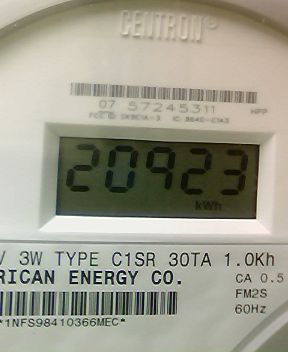 CENTRON®
07 57245311 HPP
20923
kWh
V 3W TYPE C1SR 30TA 1.0Kh
RICAN ENERGY CO. CA 0.5
FM2S
60Hz
*1NFS98410366MEC*